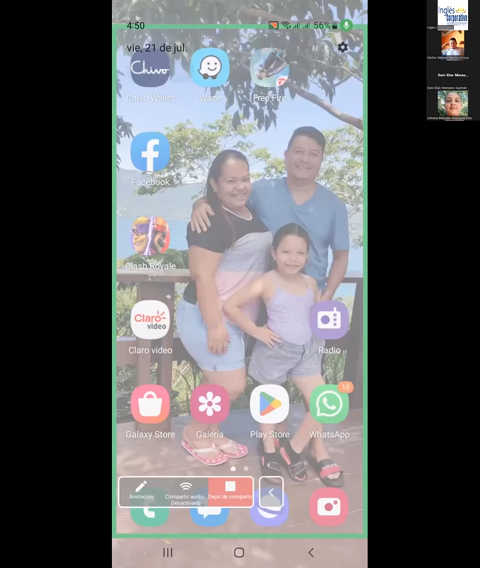 4:50
56%
vie, 21 de jul.
Chivo
Chivo Wallet
Waze
Free Fire
Facebook
Clash Royale
Claro
video
Claro video
Radio
10
Galaxy Store
Galería
Play Store
WhatsApp
Anotación
Compartir audio
(desactivado)
Dejar de compartir
Inglés
corporativo